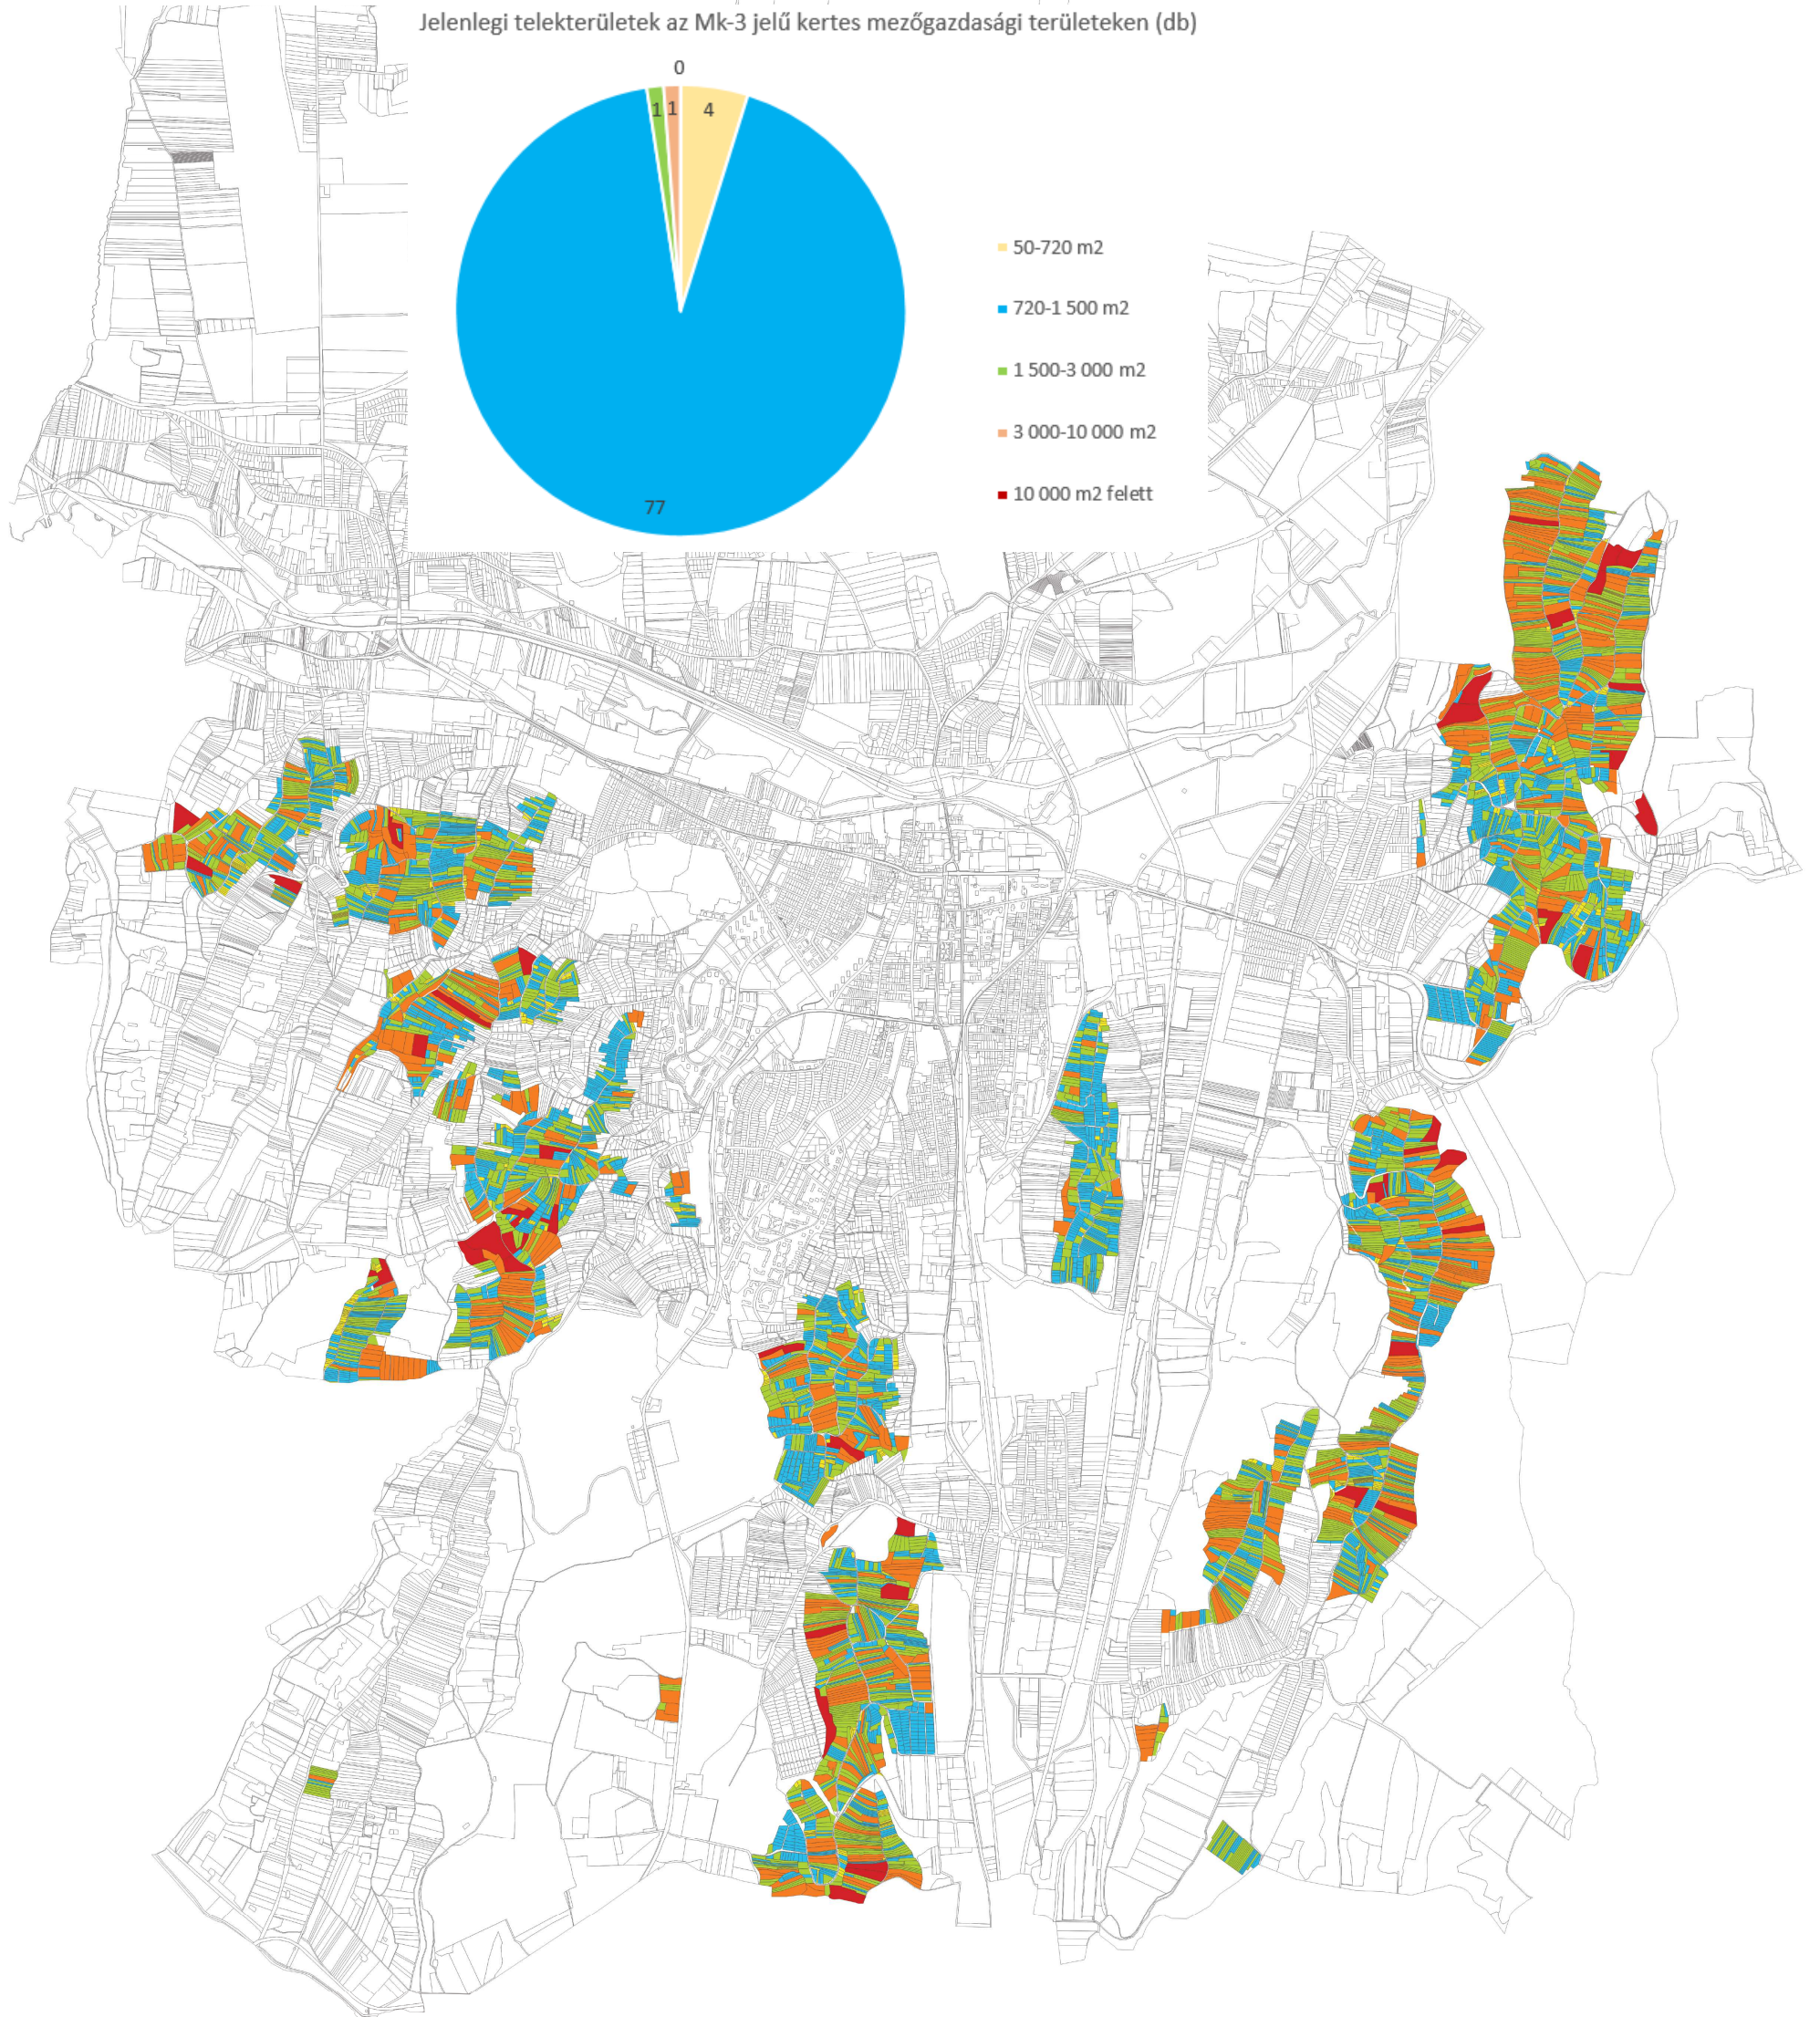 Jelenlegi telekterületek az Mk-3 jelű kertes mezőgazdasági területeken (db)
0
1
1
4
77
50-720 m2
720-1 500 m2
1 500-3 000 m2
3 000-10 000 m2
10 000 m2 felett